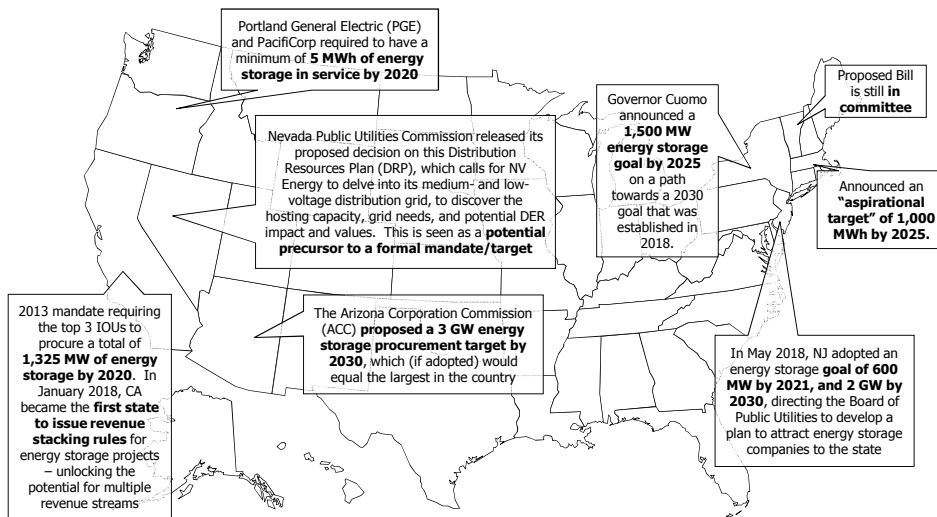 Portland General Electric (PGE)
and PacifiCorp required to have a
minimum of 5 MWh of energy
storage in service by 2020
Proposed Bill
is still in
committee
Governor Cuomo
announced a
1,500 MW
energy storage
goal by 2025
on a path
towards a 2030
goal that was
established in
2018.
Nevada Public Utilities Commission released its
proposed decision on this Distribution
Resources Plan (DRP), which calls for NV
Energy to delve into its medium- and low-
voltage distribution grid, to discover the
hosting capacity, grid needs, and potential DER
impact and values.  This is seen as a potential
precursor to a formal mandate/target
Announced an
“aspirational
target” of 1,000
MWh by 2025.
2013 mandate requiring
the top 3 IOUs to
procure a total of
1,325 MW of energy
storage by 2020.  In
January 2018, CA
became the first state
to issue revenue
stacking rules for
energy storage projects
– unlocking the
potential for multiple
revenue streams
The Arizona Corporation Commission
(ACC) proposed a 3 GW energy
storage procurement target by
2030, which (if adopted) would
equal the largest in the country
In May 2018, NJ adopted an
energy storage goal of 600
MW by 2021, and 2 GW by
2030, directing the Board of
Public Utilities to develop a
plan to attract energy storage
companies to the state